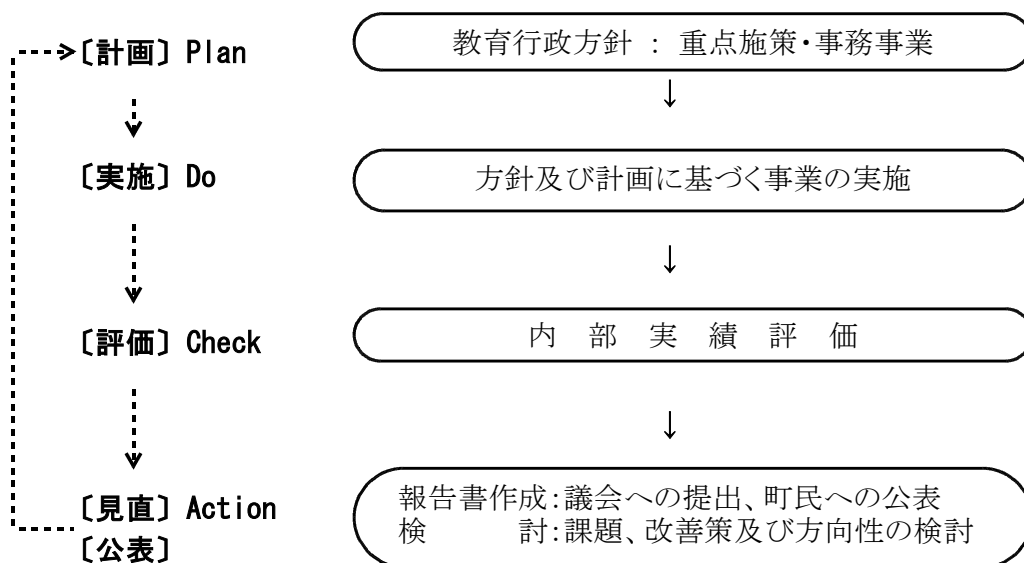 〔計画〕 Plan
教育行政方針 : 重点施策・事務事業
↓
〔実施〕 Do
方針及び計画に基づく事業の実施
↓
〔評価〕 Check
内 部 実 績 評 価
↓
〔見直〕 Action
〔公表〕
報告書作成:議会への提出、町民への公表
検 討:課題、改善策及び方向性の検討